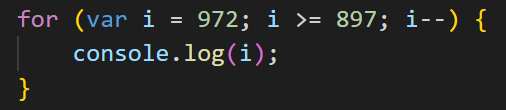 for (var i = 972; i >= 897; i--) {
    console.log(i);
}